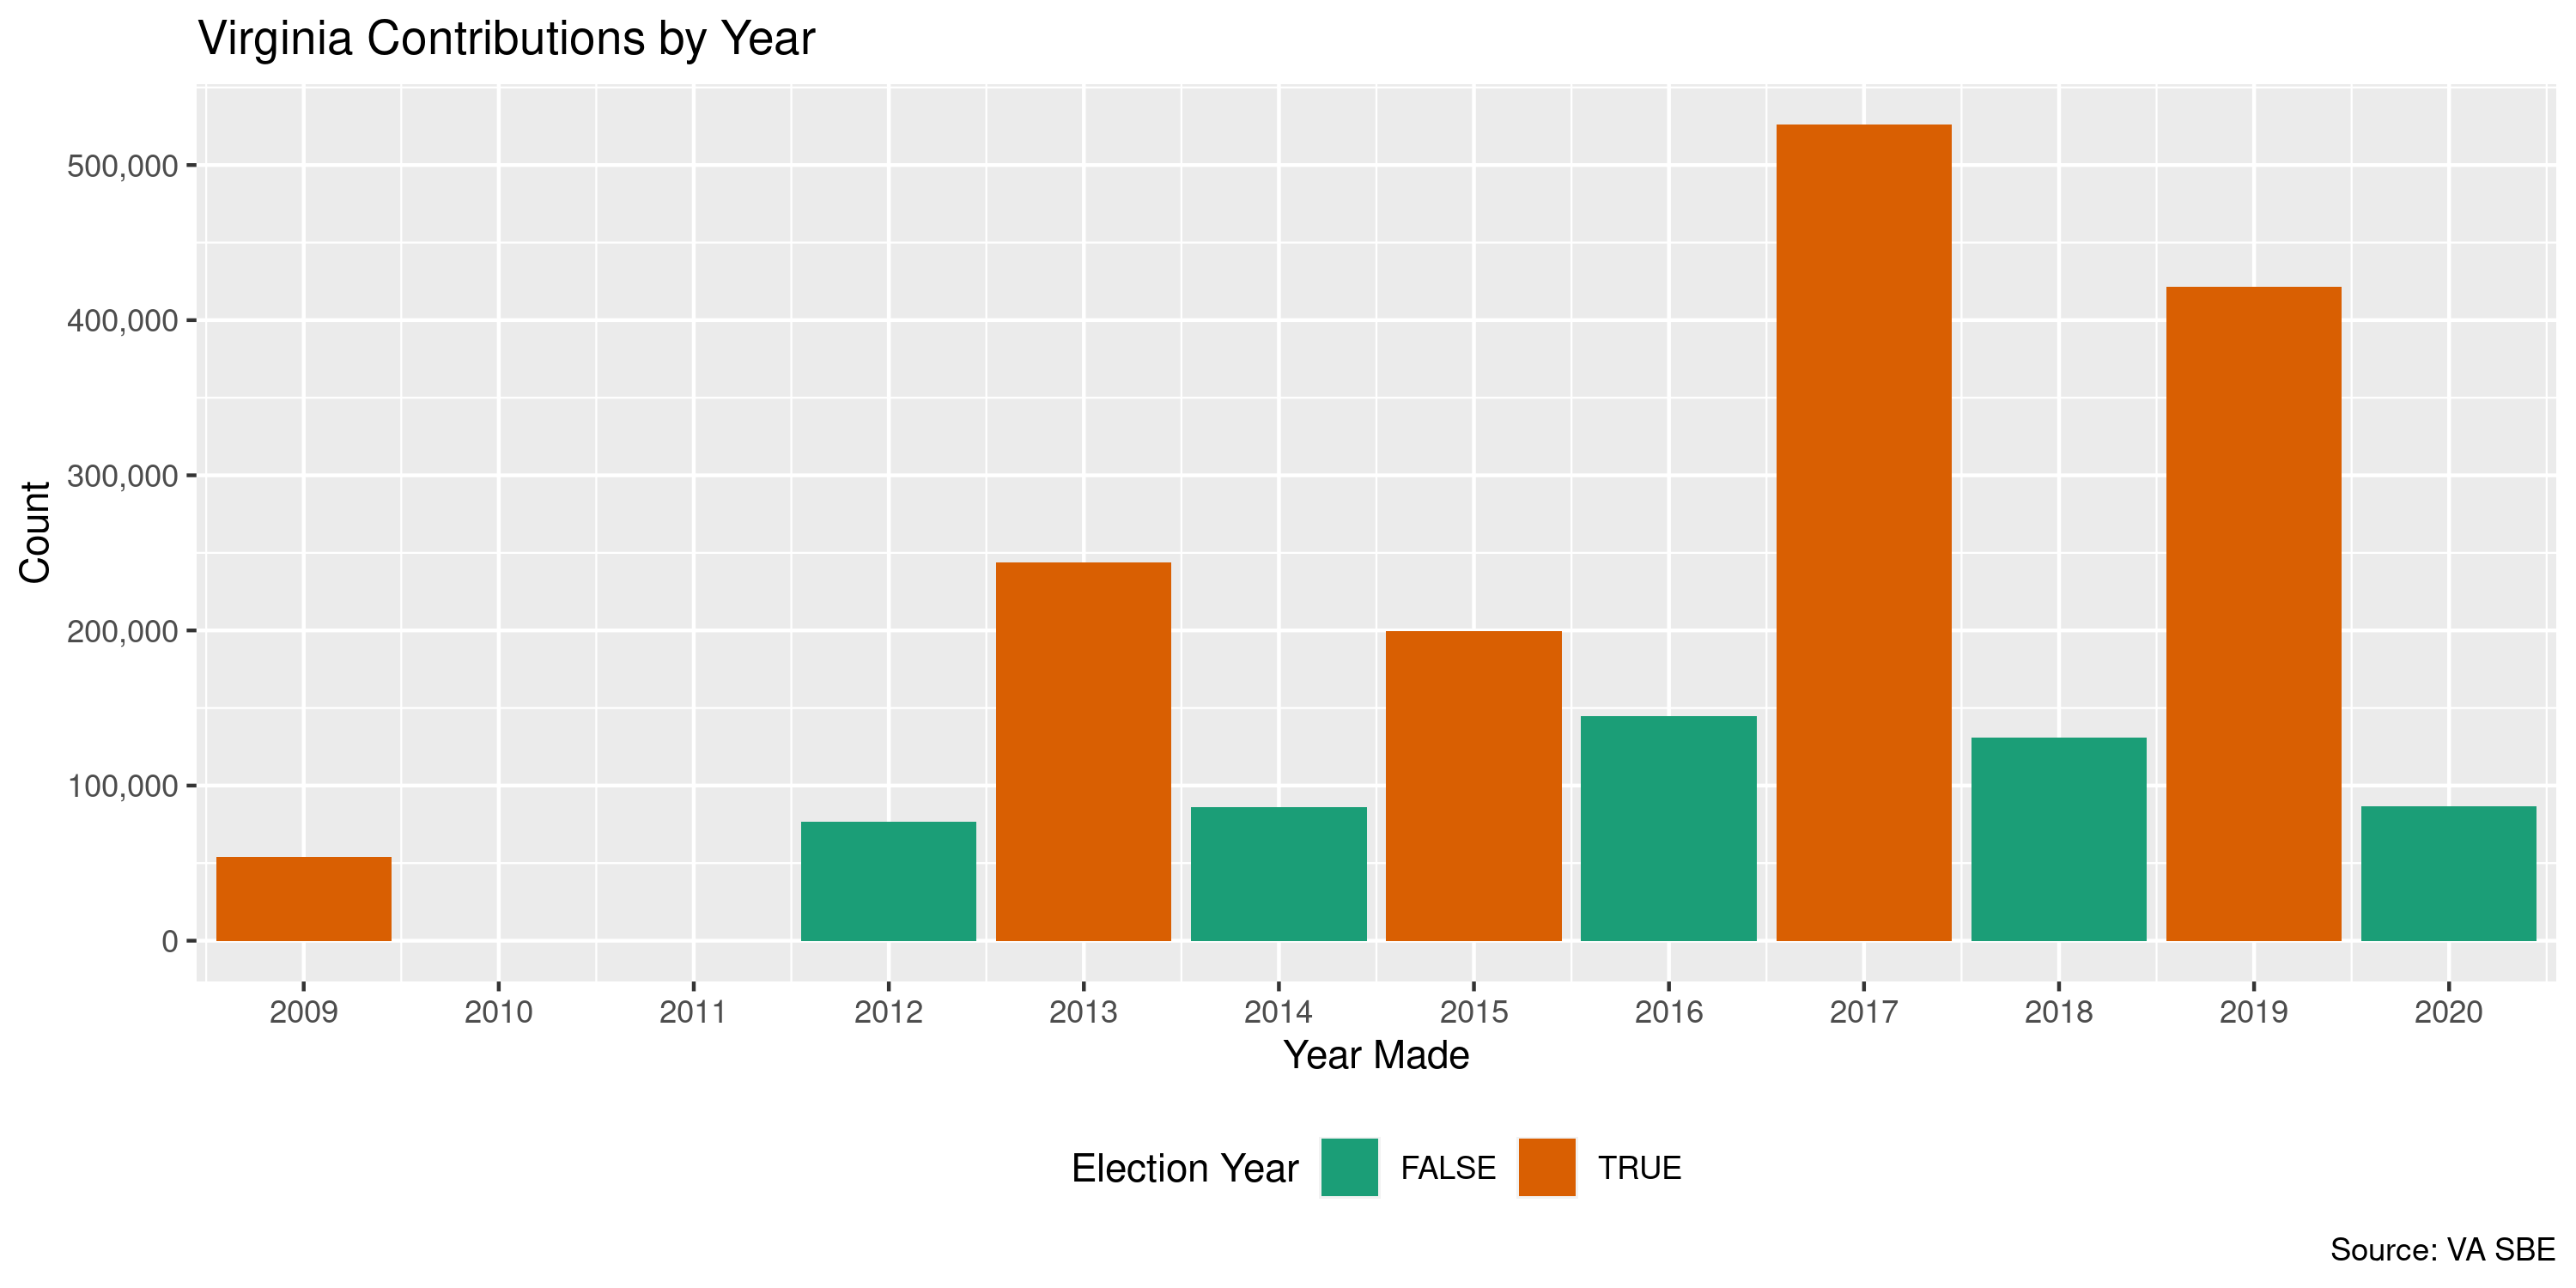 Virginia Contributions by Year
Count
500,000
400,000
300,000
200,000
100,000
0
2009 2010 2011 2012 2013 2014 2015 2016 2017 2018 2019 2020
Year Made
Election Year FALSE TRUE
Source: VA SBE